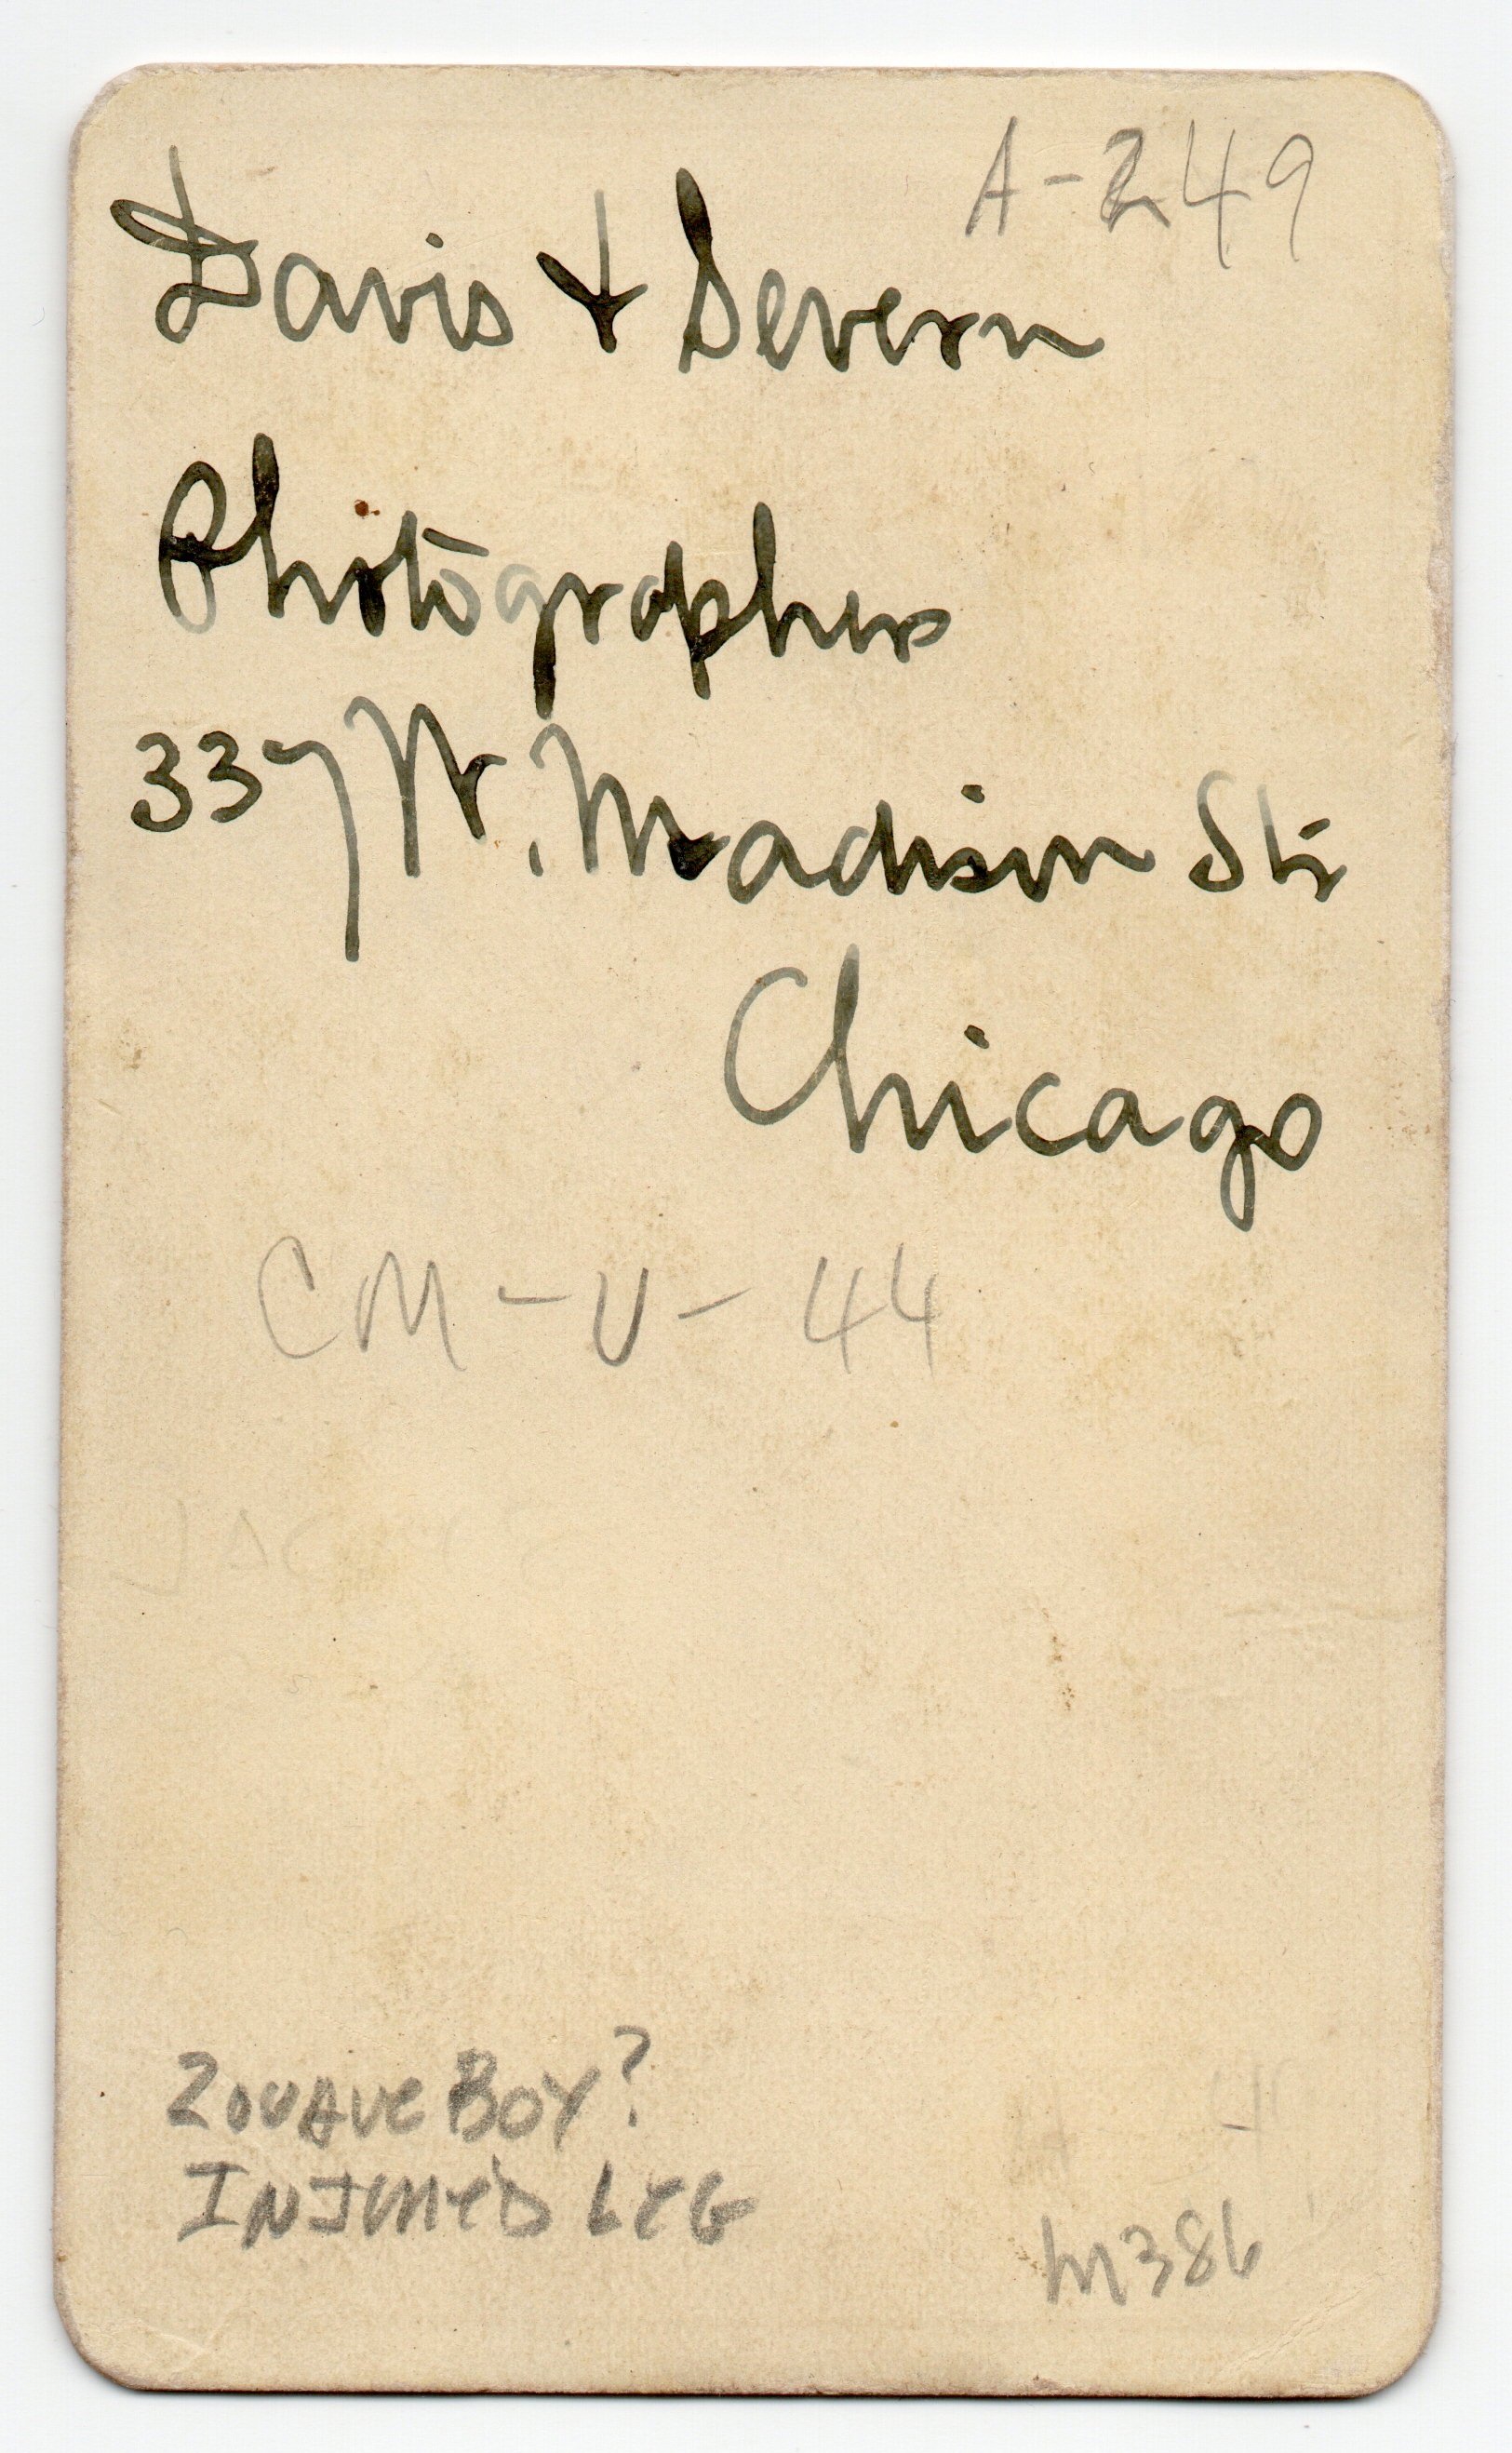 A-249
Davis + Severn
Photographers
337 W. Madison St
Chicago
CM-U-44
Zouave Boy?
INJURED LEG
M386